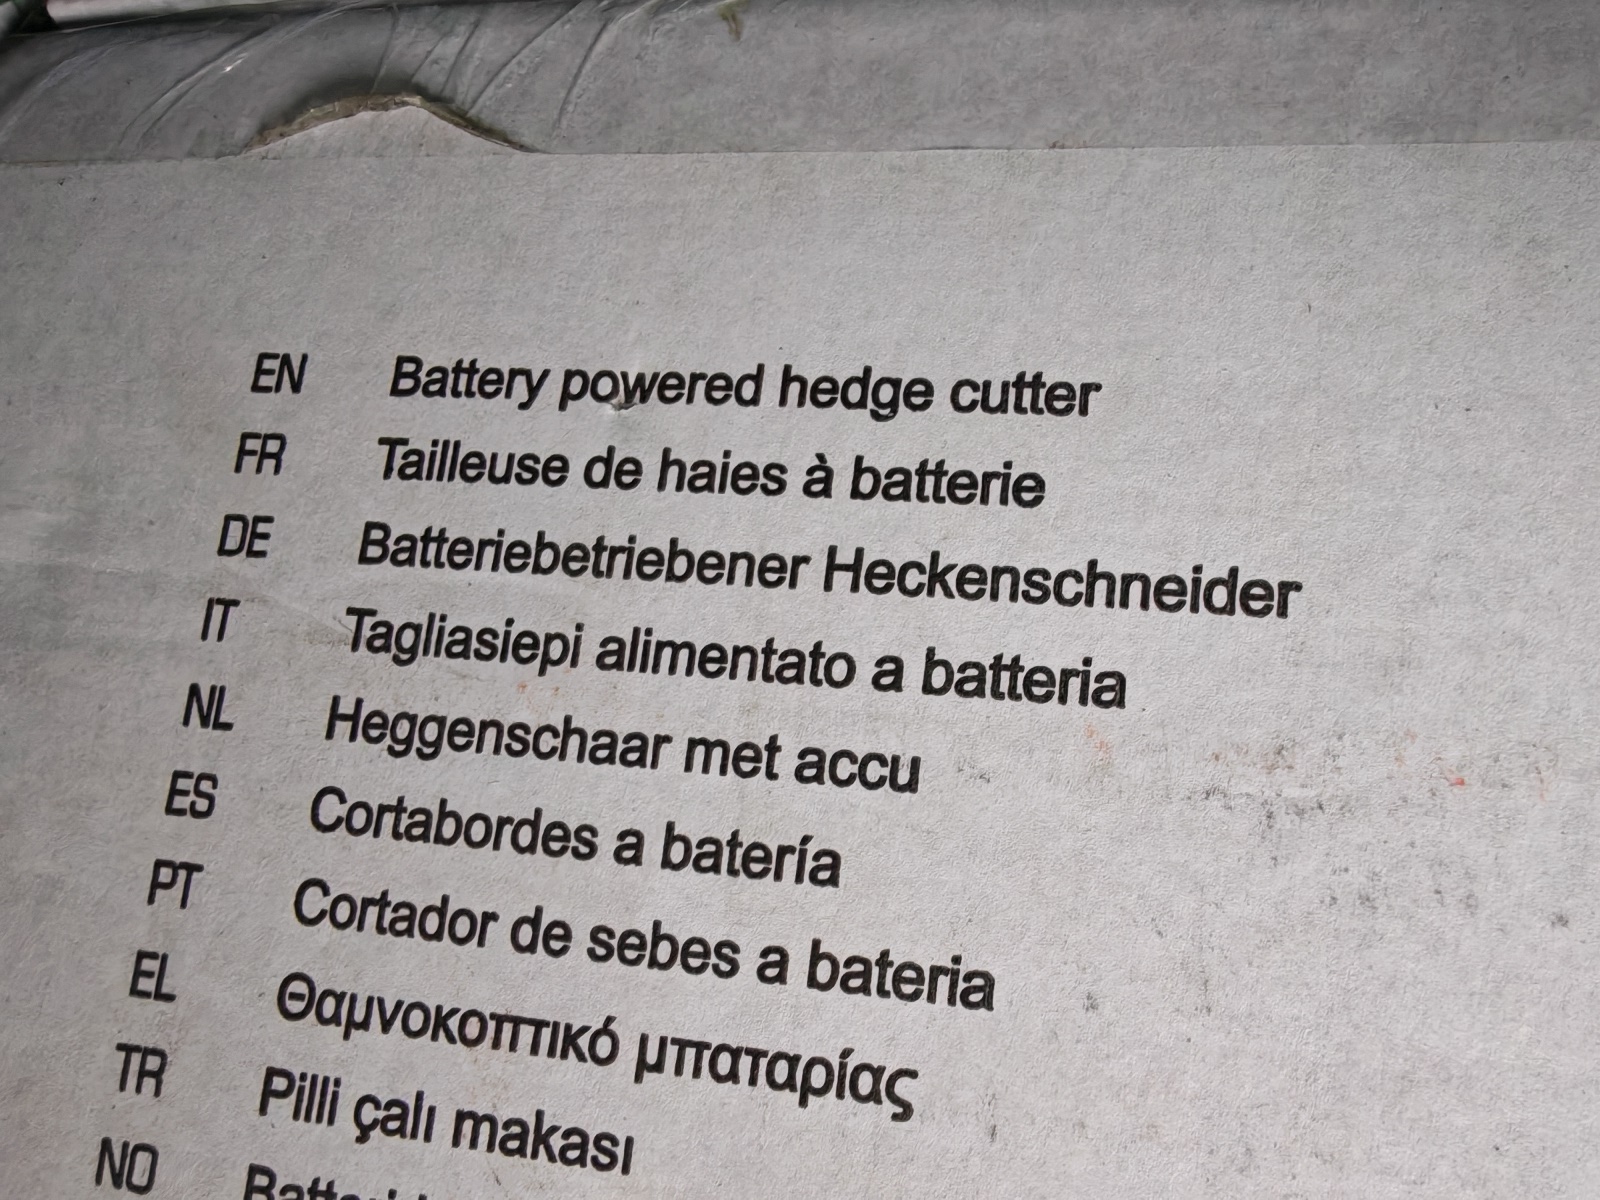 EN Battery powered hedge cutter
FR Tailleuse de haies à batterie
DE Batteriebetriebener Heckenschneider
IT Tagliasiepi alimentato a batteria
NL Heggenschaar met accu
ES Cortabordes a batería
PT Cortador de sebes a bateria
EL Θαμνοκοπτικό μπαταρίας
TR Pilli çalı makası
NO